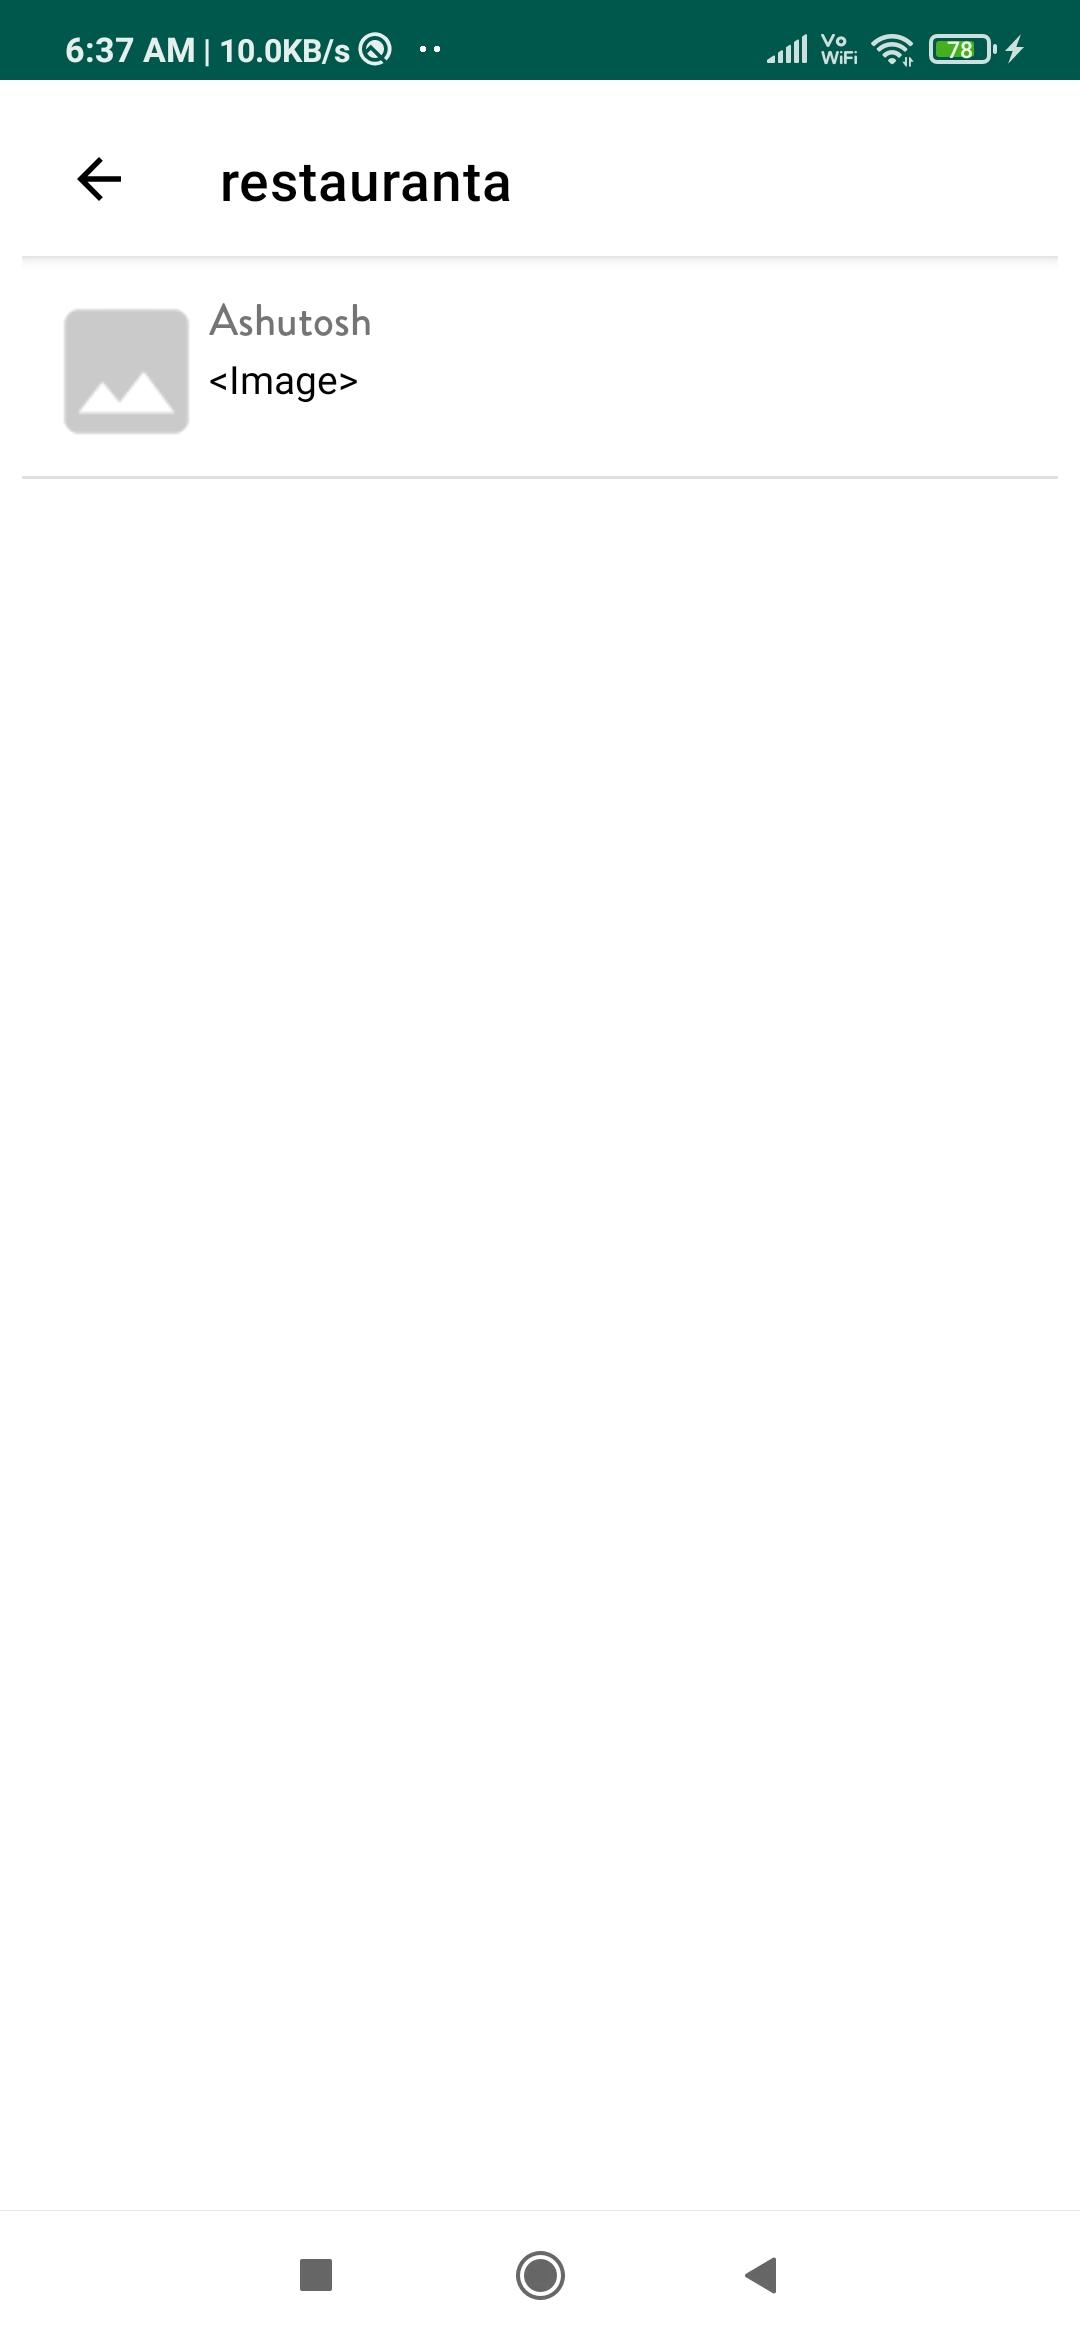 6:37 AM | 10.0KB/s
Vo
WiFi
78
restauranta
Ashutosh
<Image>